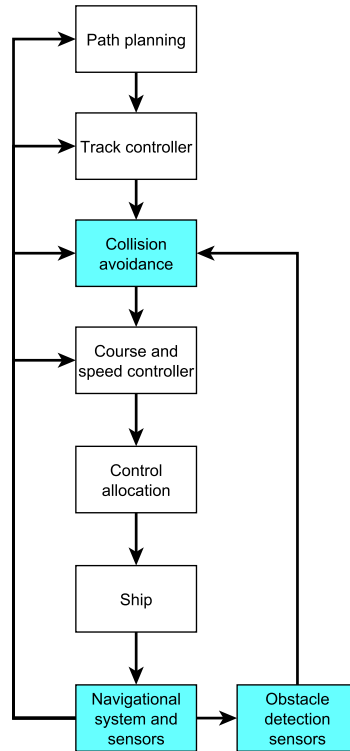 Path planning
Track controller
Collision
avoidance
Course and
speed controller
Control
allocation
Ship
Navigational
system and
sensors
Obstacle
detection
sensors